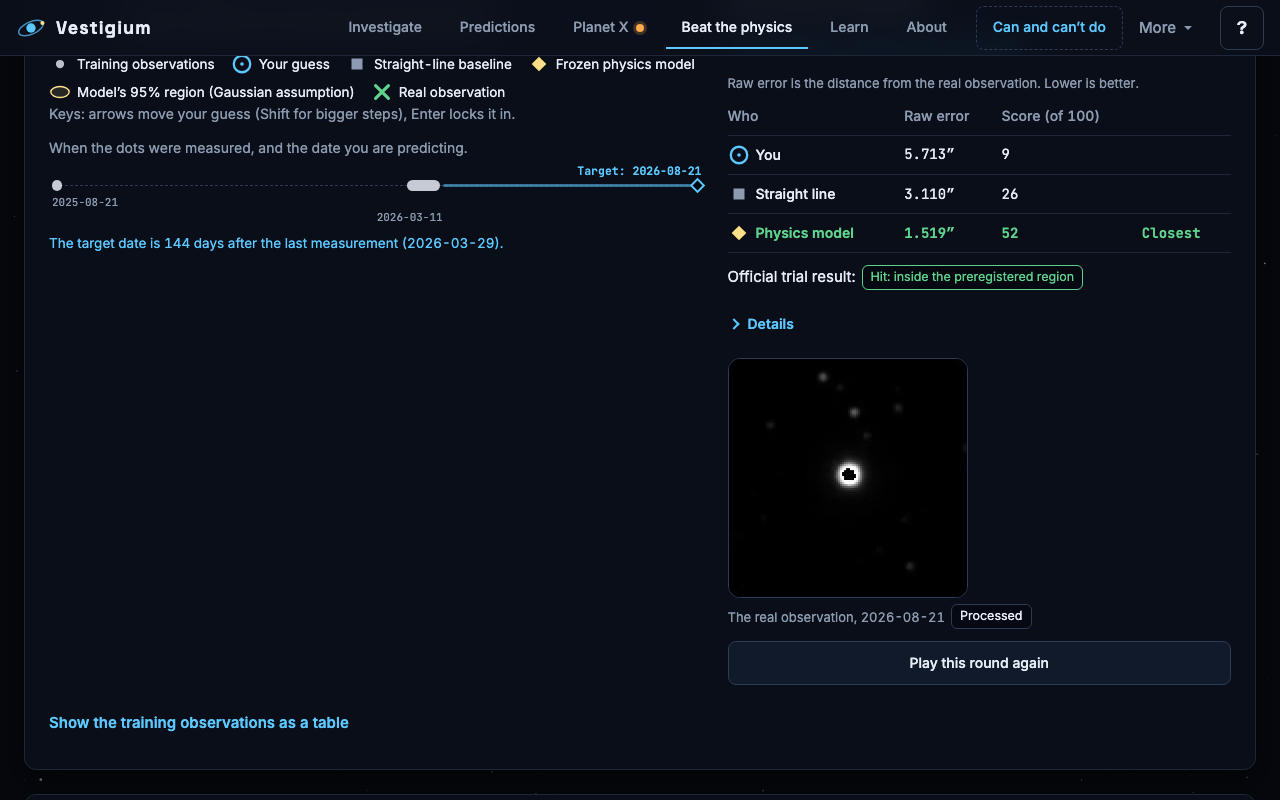 Vestigium
Investigate
Predictions
Planet X
Beat the physics
Learn
About
Can and can't do
More
?
Training observations
Your guess
Straight-line baseline
Frozen physics model
Model's 95% region (Gaussian assumption)
Real observation
Keys: arrows move your guess (Shift for bigger steps), Enter locks it in.
When the dots were measured, and the date you are predicting.
Target: 2026-08-21
2025-08-21
2026-03-11
The target date is 144 days after the last measurement (2026-03-29).
Raw error is the distance from the real observation. Lower is better.
Who Raw error Score (of 100)
You 5.713″ 9
Straight line 3.110″ 26
Physics model 1.519″ 52 Closest
Official trial result: Hit: inside the preregistered region
Details
The real observation, 2026-08-21 Processed
Play this round again
Show the training observations as a table